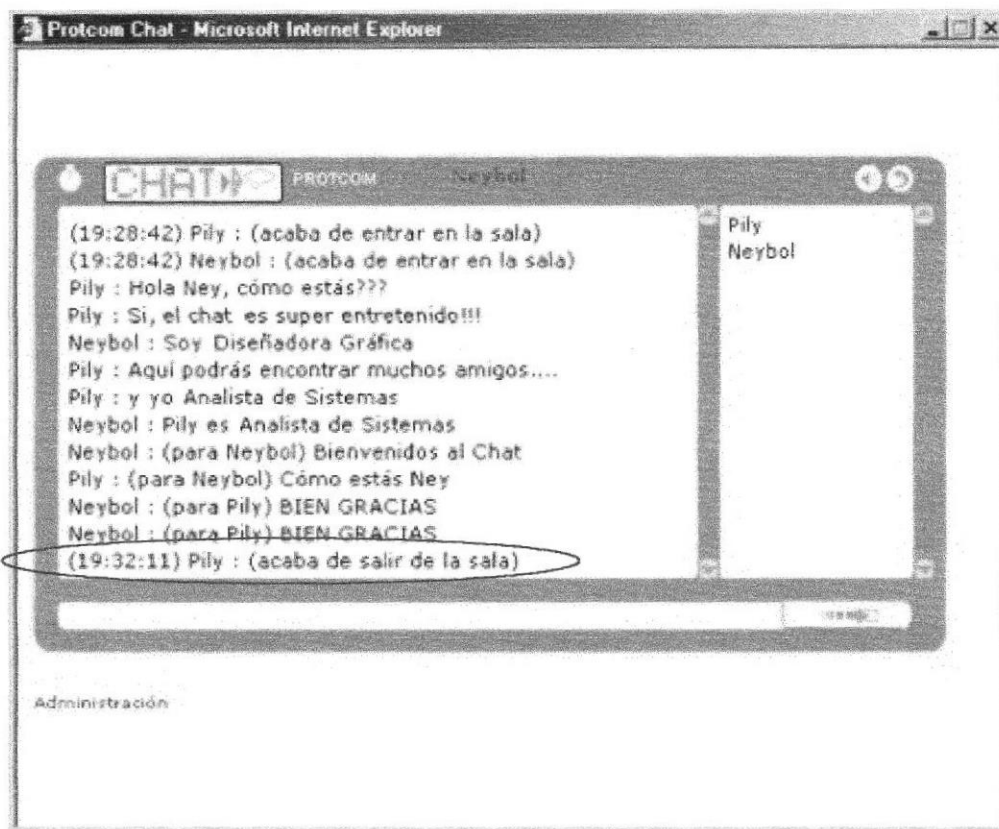 Protcom Chat - Microsoft Internet Explorer
CHAT PROTCOM Neybol
(19:28:42) Pily : (acaba de entrar en la sala)
(19:28:42) Neybol : (acaba de entrar en la sala)
Pily : Hola Ney, cómo estás???
Pily : Si, el chat es super entretenido!!!
Neybol : Soy Diseñadora Gráfica
Pily : Aquí podrás encontrar muchos amigos....
Pily : y yo Analista de Sistemas
Neybol : Pily es Analista de Sistemas
Neybol : (para Neybol) Bienvenidos al Chat
Pily : (para Neybol) Cómo estás Ney
Neybol : (para Pily) BIEN GRACIAS
Neybol : (para Pily) BIEN GRACIAS
(19:32:11) Pily : (acaba de salir de la sala)
Pily
Neybol
Administración